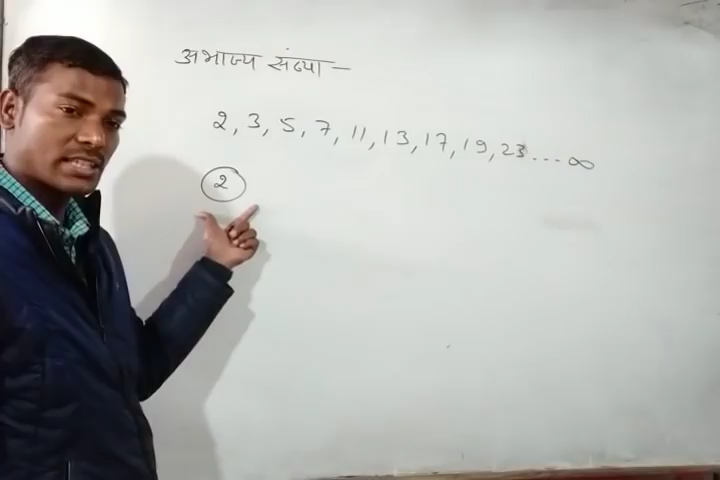 अभाज्य संख्या -
2, 3, 5, 7, 11, 13, 17, 19, 23 ... ∞
2